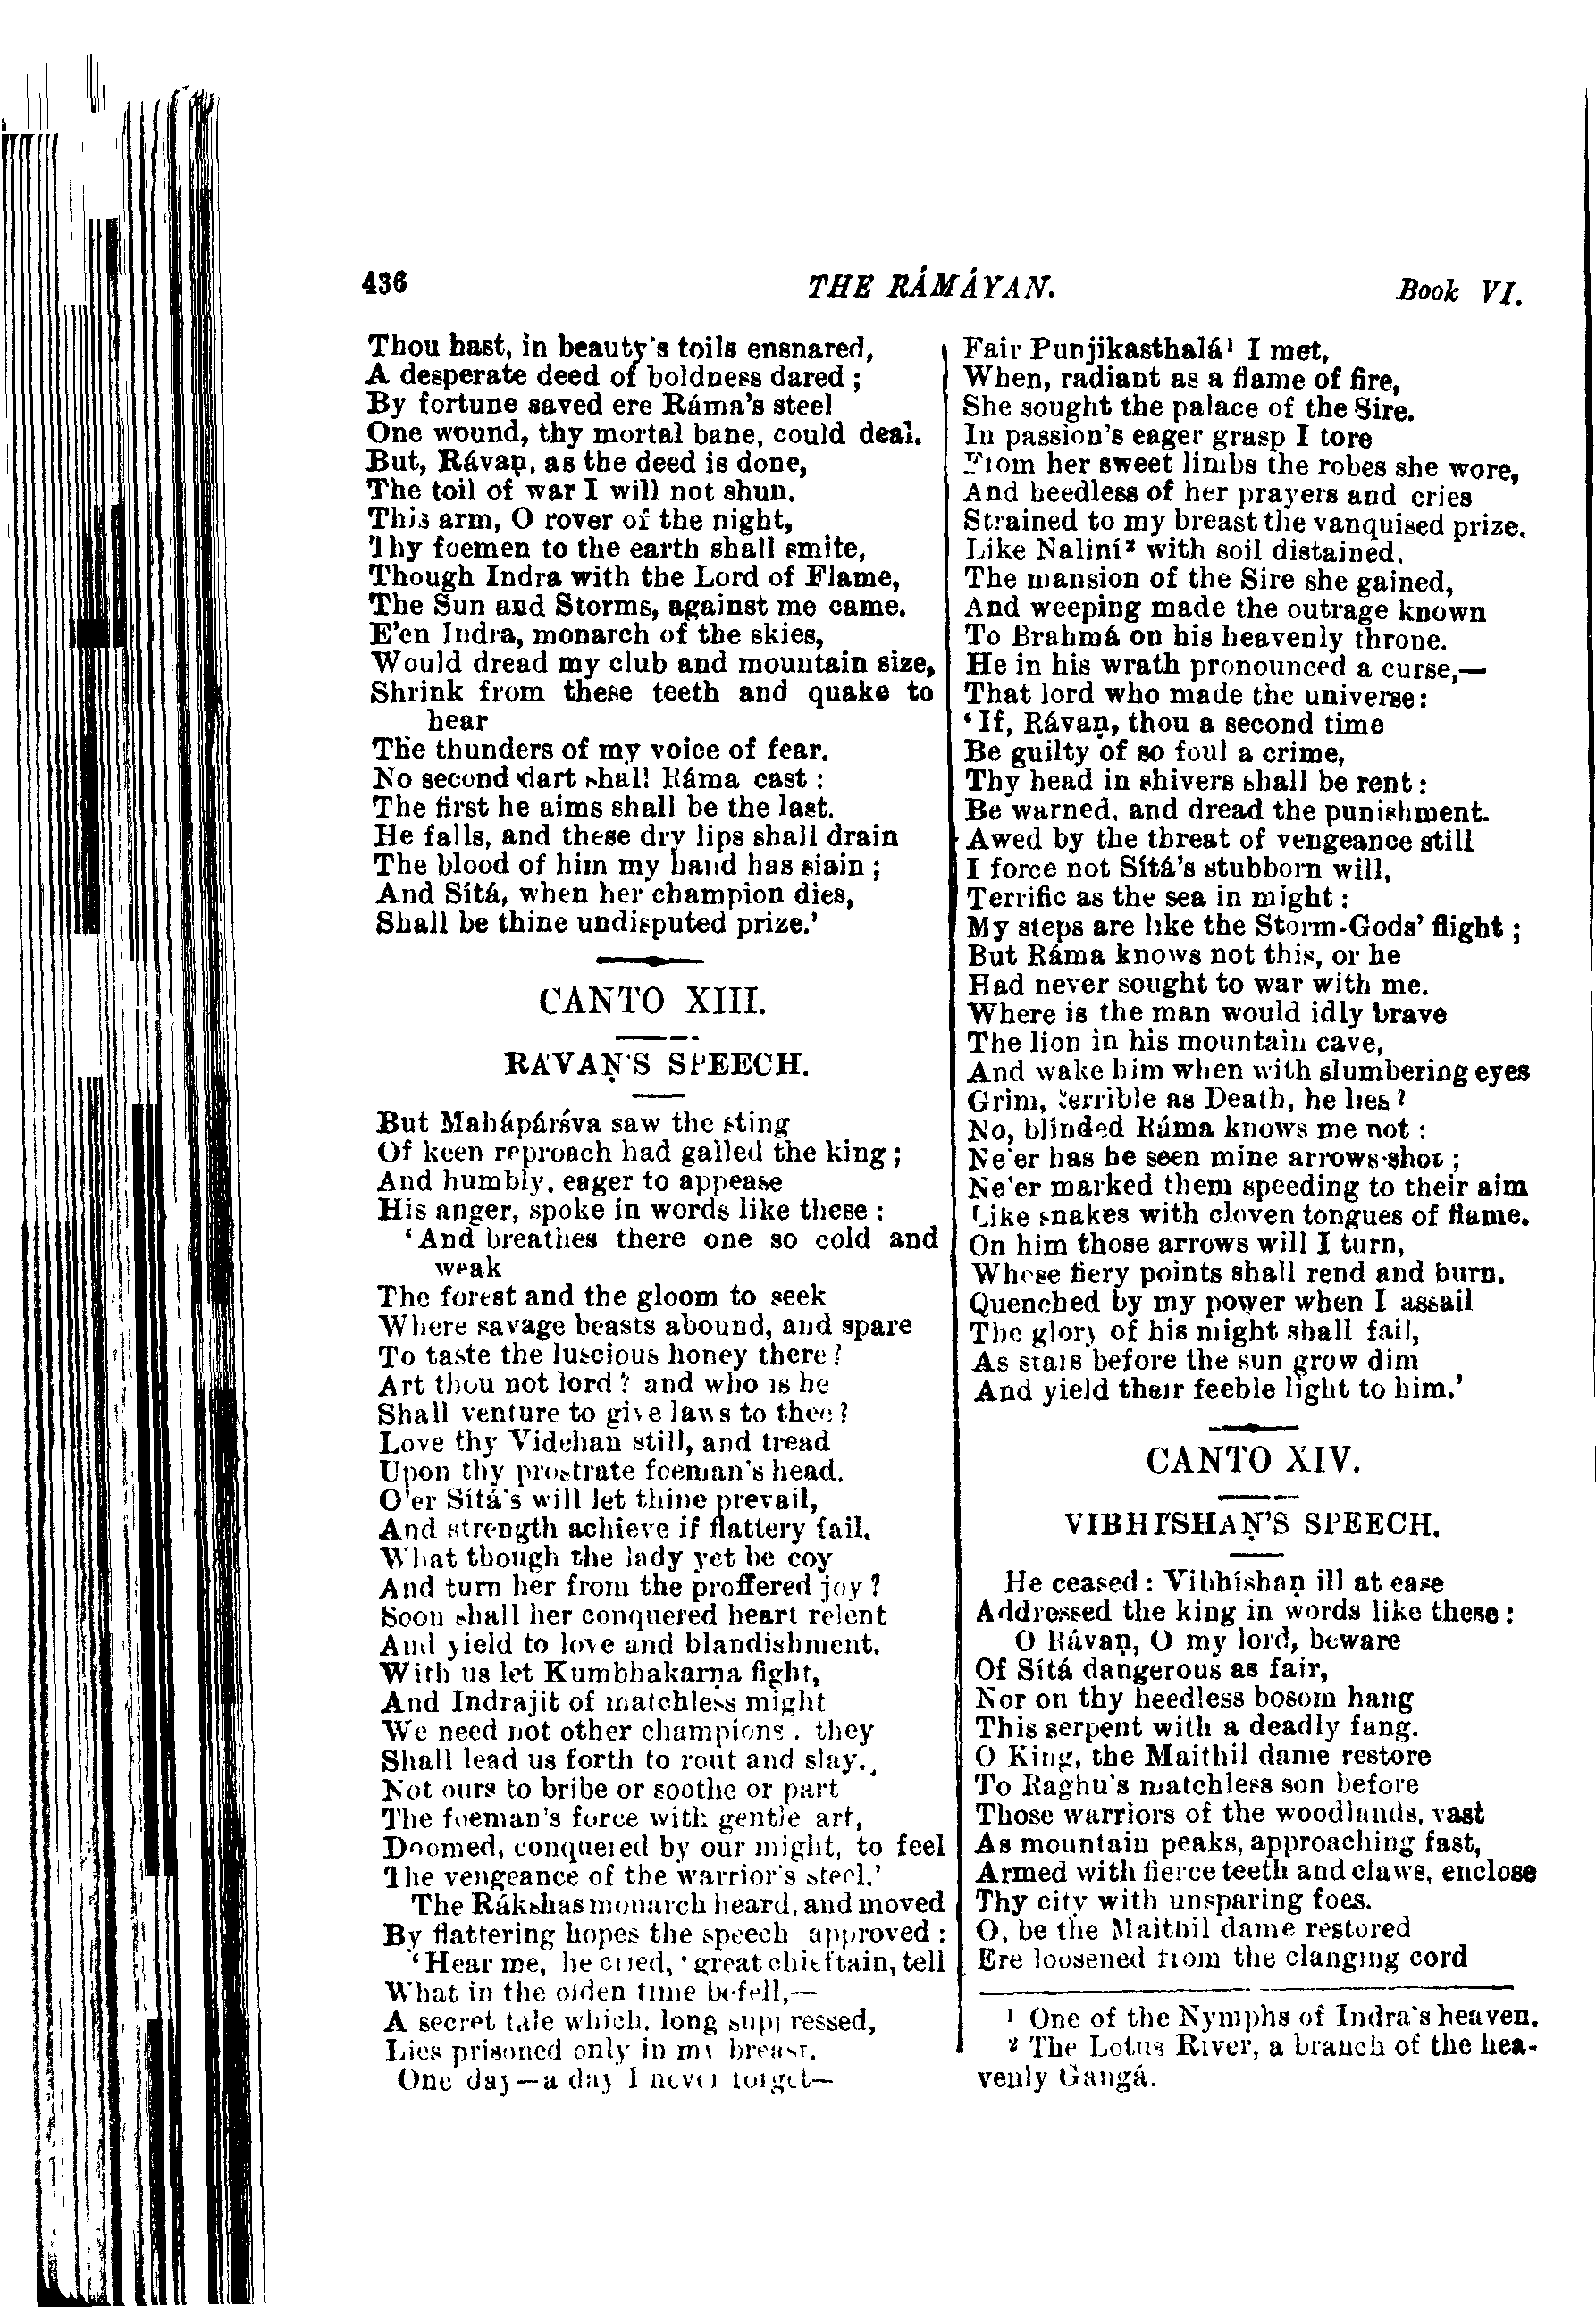 436
THE RÁMÁYAN.
Book VI.
Thou hast, in beauty's toils ensnared,
A desperate deed of boldness dared ;
By fortune saved ere Ráma's steel
One wound, thy mortal bane, could deal.
But, Rávaṇ, as the deed is done,
The toil of war I will not shun.
This arm, O rover of the night,
Thy foemen to the earth shall smite,
Though Indra with the Lord of Flame,
The Sun and Storms, against me came.
E'en Indra, monarch of the skies,
Would dread my club and mountain size,
Shrink from these teeth and quake to
hear
The thunders of my voice of fear.
No second dart shall Ráma cast :
The first he aims shall be the last.
He falls, and these dry lips shall drain
The blood of him my hand has slain ;
And Sítá, when her champion dies,
Shall be thine undisputed prize.'
CANTO XIII.
RÁVAṆ'S SPEECH.
But Mahápárśva saw the sting
Of keen reproach had galled the king ;
And humbly, eager to appease
His anger, spoke in words like these :
'And breathes there one so cold and
weak
The forest and the gloom to seek
Where savage beasts abound, and spare
To taste the luscious honey there?
Art thou not lord ? and who is he
Shall venture to give laws to thee?
Love thy Videhan still, and tread
Upon thy prostrate foeman's head.
O'er Sítá's will let thine prevail,
And strength achieve if flattery fail.
What though the lady yet be coy
And turn her from the proffered joy ?
Soon shall her conquered heart relent
And yield to love and blandishment.
With us let Kumbhakarṇa fight,
And Indrajit of matchless might
We need not other champions . they
Shall lead us forth to rout and slay.
Not ours to bribe or soothe or part
The foeman's force with gentle art,
Doomed, conquered by our might, to feel
The vengeance of the warrior's steel.'
The Rákshas monarch heard, and moved
By flattering hopes the speech approved :
'Hear me, he cried, 'great chieftain, tell
What in the olden time befell,—
A secret tale which, long suppressed,
Lies prisoned only in my breast.
One day—a day I never forget—
Fair Punjikasthalá¹ I met,
When, radiant as a flame of fire,
She sought the palace of the Sire.
In passion's eager grasp I tore
From her sweet limbs the robes she wore,
And heedless of her prayers and cries
Strained to my breast the vanquised prize.
Like Naliní² with soil distained,
The mansion of the Sire she gained,
And weeping made the outrage known
To Brahmá on his heavenly throne.
He in his wrath pronounced a curse,—
That lord who made the universe:
'If, Rávaṇ, thou a second time
Be guilty of so foul a crime,
Thy head in shivers shall be rent :
Be warned, and dread the punishment.
Awed by the threat of vengeance still
I force not Sítá's stubborn will,
Terrific as the sea in might :
My steps are like the Storm-Gods' flight ;
But Ráma knows not this, or he
Had never sought to war with me.
Where is the man would idly brave
The lion in his mountain cave,
And wake him when with slumbering eyes
Grim, terrible as Death, he lies?
No, blinded Ráma knows me not :
Ne'er has he seen mine arrows shot ;
Ne'er marked them speeding to their aim
Like snakes with cloven tongues of flame.
On him those arrows will I turn,
Whose fiery points shall rend and burn.
Quenched by my power when I assail
The glory of his might shall fail,
As stars before the sun grow dim
And yield their feeble light to him.'
CANTO XIV.
VIBHÍSHAṆ'S SPEECH.
He ceased : Vibhíshaṇ ill at ease
Addressed the king in words like these :
O Rávaṇ, O my lord, beware
Of Sítá dangerous as fair,
Nor on thy heedless bosom hang
This serpent with a deadly fang.
O King, the Maithil dame restore
To Raghu's matchless son before
Those warriors of the woodlands, vast
As mountain peaks, approaching fast,
Armed with fierce teeth and claws, enclose
Thy city with unsparing foes.
O, be the Maithil dame restored
Ere loosened from the clanging cord
¹ One of the Nymphs of Indra's heaven.
² The Lotus River, a branch of the hea-
venly Gangá.